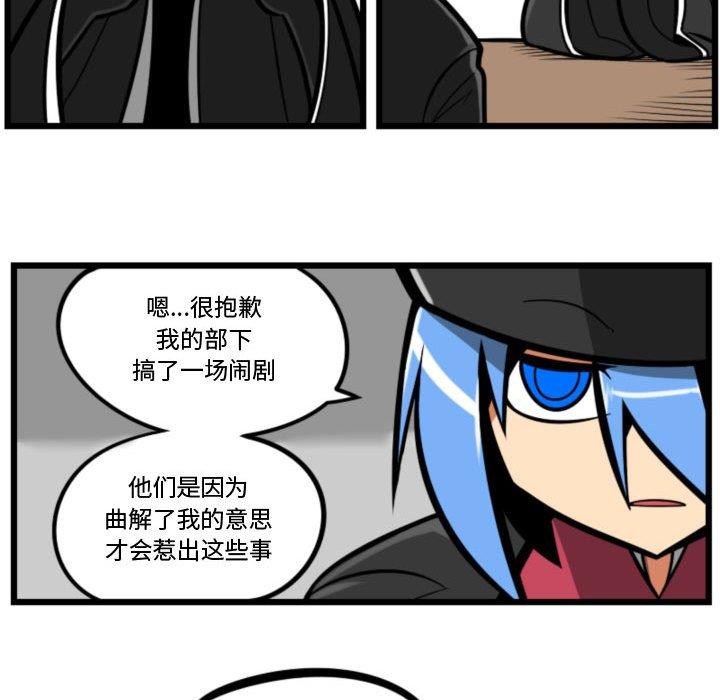 嗯...很抱歉
我的部下
搞了一场闹剧
他们是因为
曲解了我的意思
才会惹出这些事